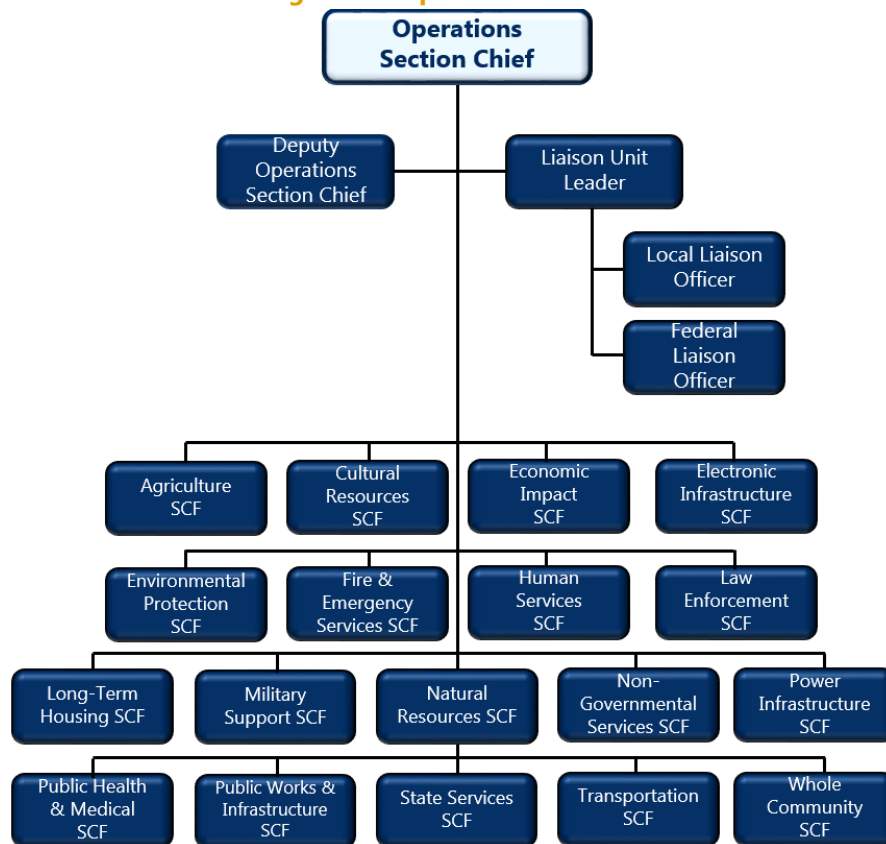 Operations
Section Chief
Deputy
Operations
Section Chief
Liaison Unit
Leader
Local Liaison
Officer
Federal
Liaison
Officer
Agriculture
SCF
Cultural
Resources
SCF
Economic
Impact
SCF
Electronic
Infrastructure
SCF
Environmental
Protection
SCF
Fire &
Emergency
Services SCF
Human
Services
SCF
Law
Enforcement
SCF
Long-Term
Housing SCF
Military
Support SCF
Natural
Resources SCF
Non-
Governmental
Services SCF
Power
Infrastructure
SCF
Public Health
& Medical
SCF
Public Works &
Infrastructure
SCF
State Services
SCF
Transportation
SCF
Whole
Community
SCF